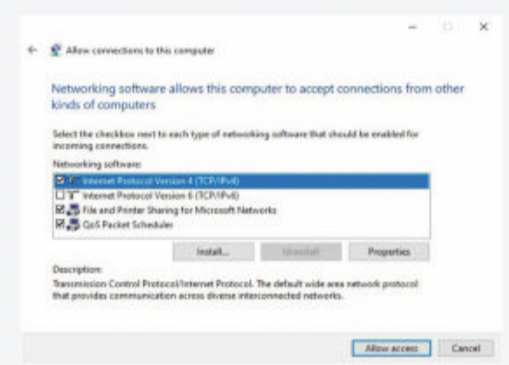 Allow connections to this computer
Networking software allows this computer to accept connections from other
kinds of computers
Select the checkbox next to each type of networking software that should be enabled for
incoming connections.
Networking software:
Internet Protocol Version 4 (TCP/IPv4)
Internet Protocol Version 6 (TCP/IPv6)
File and Printer Sharing for Microsoft Networks
QoS Packet Scheduler
Install... Uninstall Properties
Description:
Transmission Control Protocol/Internet Protocol. The default wide area network protocol
that provides communication across diverse interconnected networks.
Allow access Cancel